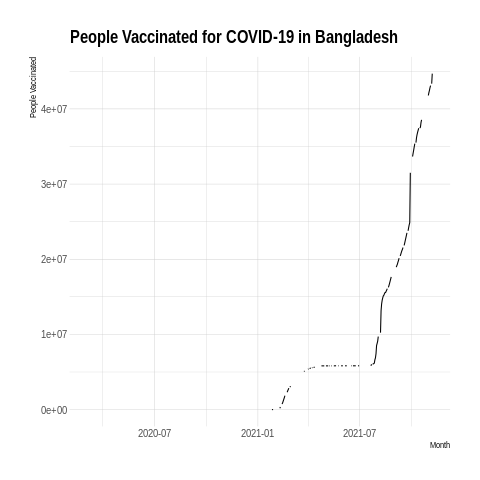 People Vaccinated for COVID-19 in Bangladesh
People Vaccinated
4e+07
3e+07
2e+07
1e+07
0e+00
2020-07 2021-01 2021-07
Month